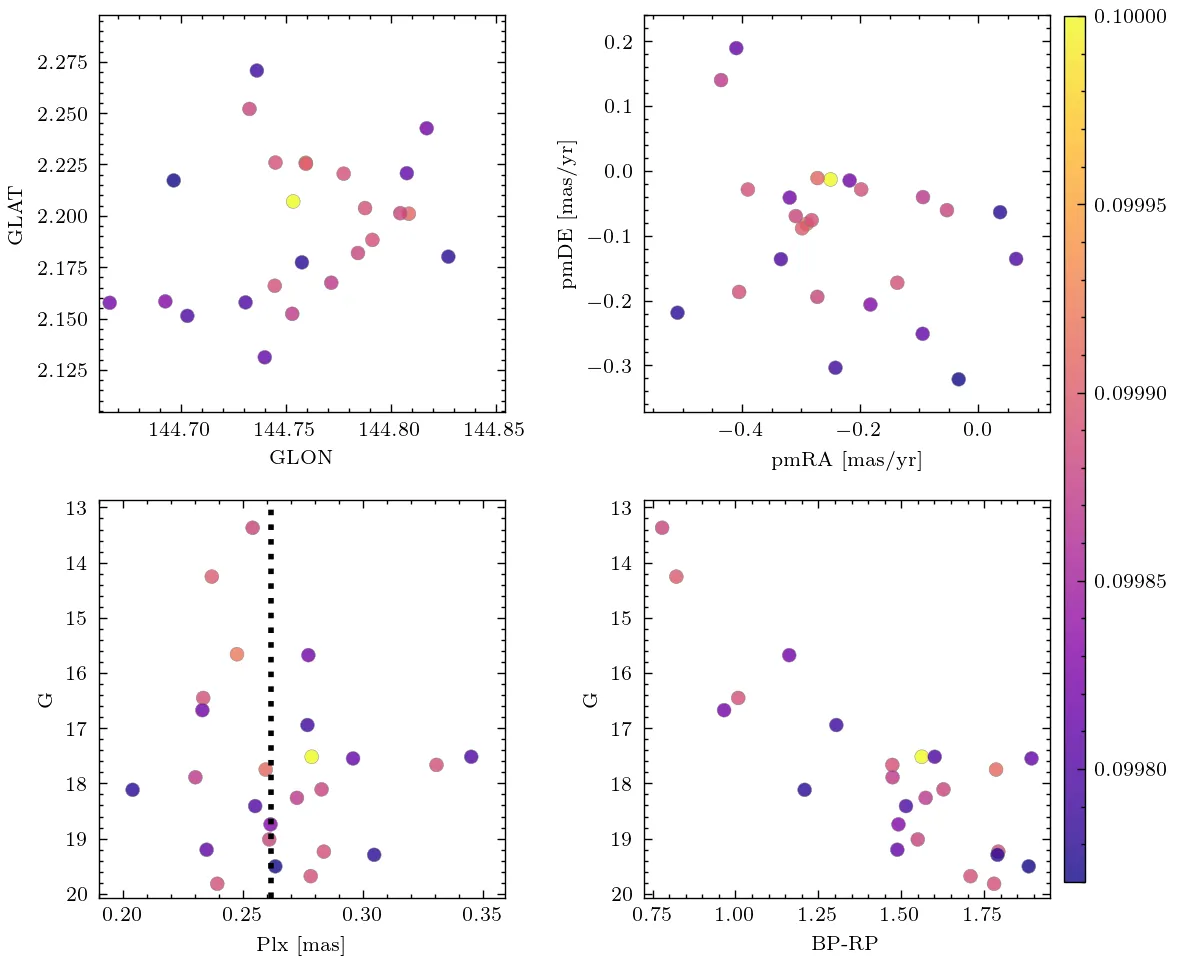 2.275
2.250
2.225
2.200
2.175
2.150
2.125
GLAT
144.70 144.75 144.80 144.85
GLON
0.2
0.1
0.0
−0.1
−0.2
−0.3
pmDE [mas/yr]
−0.4 −0.2 0.0
pmRA [mas/yr]
0.10000
0.09995
0.09990
0.09985
0.09980
13
14
15
16
17
18
19
20
G
0.20 0.25 0.30 0.35
Plx [mas]
13
14
15
16
17
18
19
20
G
0.75 1.00 1.25 1.50 1.75
BP-RP